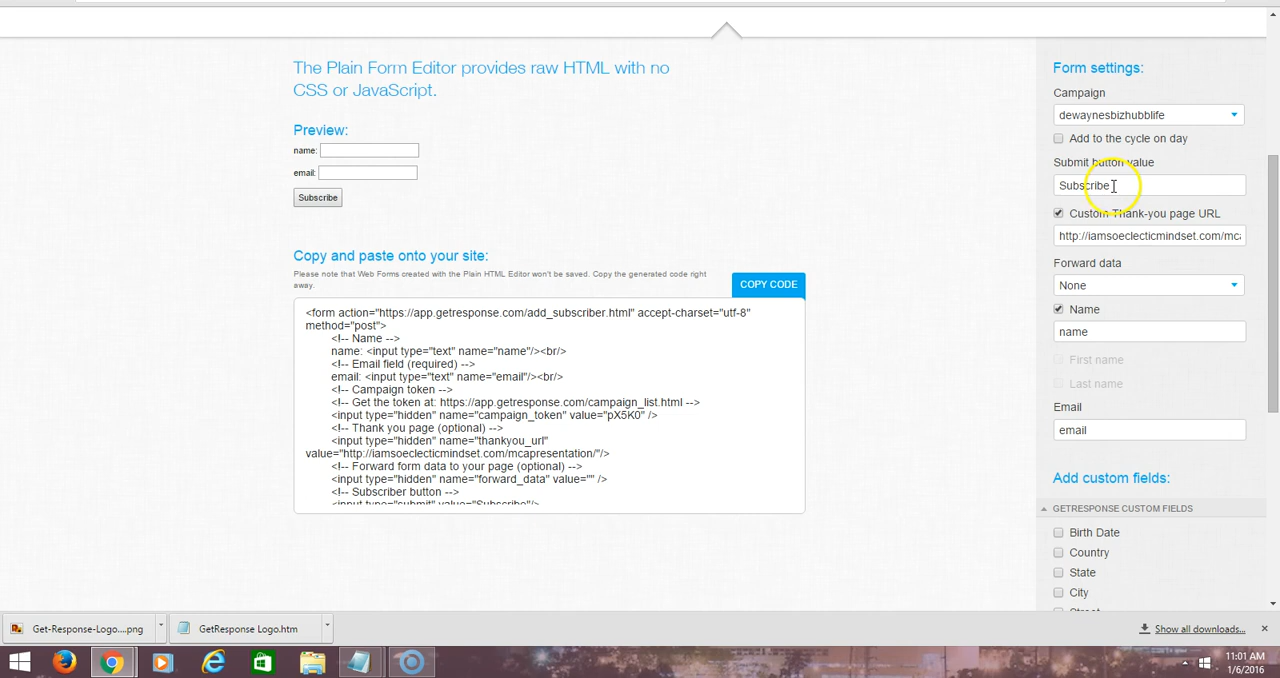 The Plain Form Editor provides raw HTML with no
CSS or JavaScript.
Preview:
name:
email:
Subscribe
Copy and paste onto your site:
Please note that Web Forms created with the Plain HTML Editor won't be saved. Copy the generated code right
away.
COPY CODE
<form action="https://app.getresponse.com/add_subscriber.html" accept-charset="utf-8"
method="post">
<!-- Name -->
name: <input type="text" name="name"/><br/>
<!-- Email field (required) -->
email: <input type="text" name="email"/><br/>
<!-- Campaign token -->
<!-- Get the token at: https://app.getresponse.com/campaign_list.html -->
<input type="hidden" name="campaign_token" value="pX5K0" />
<!-- Thank you page (optional) -->
<input type="hidden" name="thankyou_url"
value="http://iamsoeclecticmindset.com/mcapresentation/"/>
<!-- Forward form data to your page (optional) -->
<input type="hidden" name="forward_data" value="" />
<!-- Subscriber button -->
<input type="submit" value="Subscribe"/>
Form settings:
Campaign
dewaynesbizhubblife
Add to the cycle on day
Submit button value
Subscribe
Custom Thank-you page URL
http://iamsoeclecticmindset.com/mca
Forward data
None
Name
name
First name
Last name
Email
email
Add custom fields:
GETRESPONSE CUSTOM FIELDS
Birth Date
Country
State
City
Get-Response-Logo....png
GetResponse Logo.htm
Show all downloads...
11:01 AM
1/6/2016